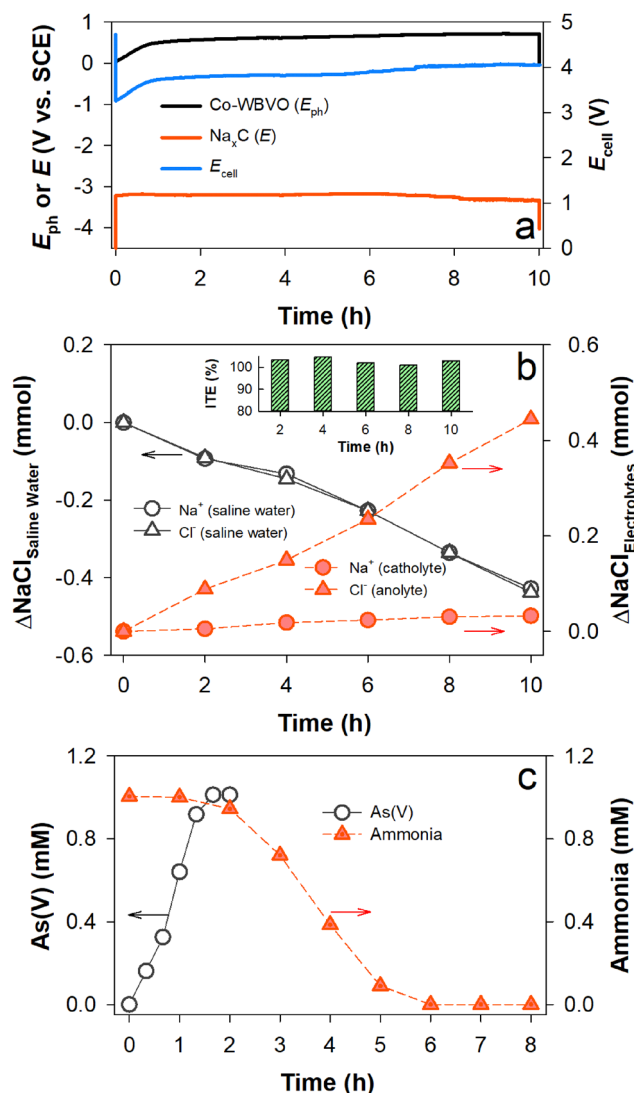 a
1
0
-1
-2
-3
-4
E_ph or E (V vs. SCE)
5
4
3
2
1
0
E_cell (V)
Co-WBVO (E_ph)
Na_xC (E)
E_cell
0 2 4 6 8 10
Time (h)
b
0.2
0.0
-0.2
-0.4
-0.6
ΔNaCl_Saline Water (mmol)
0.6
0.4
0.2
0.0
ΔNaCl_Electrolytes (mmol)
ITE (%)
100
90
80
2 4 6 8 10
Time (h)
Na⁺ (saline water)
Cl⁻ (saline water)
Na⁺ (catholyte)
Cl⁻ (anolyte)
0 2 4 6 8 10
Time (h)
c
1.2
0.8
0.4
0.0
As(V) (mM)
1.2
0.8
0.4
0.0
Ammonia (mM)
As(V)
Ammonia
0 1 2 3 4 5 6 7 8
Time (h)